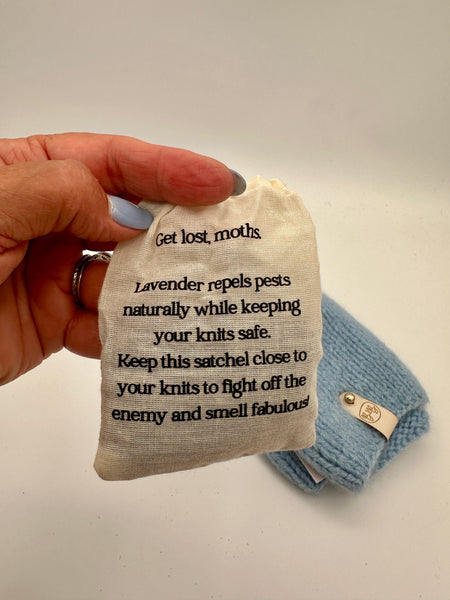 Get lost, moths.
Lavender repels pests
naturally while keeping
your knits safe.
Keep this satchel close to
your knits to fight off the
enemy and smell fabulous!